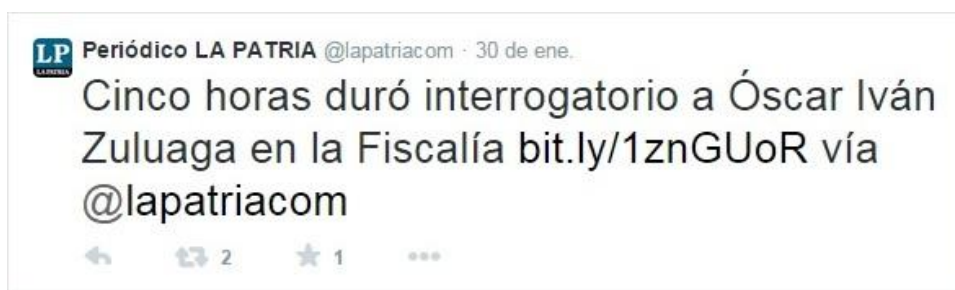 LP
LA PATRIA
Periódico LA PATRIA @lapatriacom · 30 de ene.
Cinco horas duró interrogatorio a Óscar Iván
Zuluaga en la Fiscalía bit.ly/1znGUoR vía
@lapatriacom
2 1